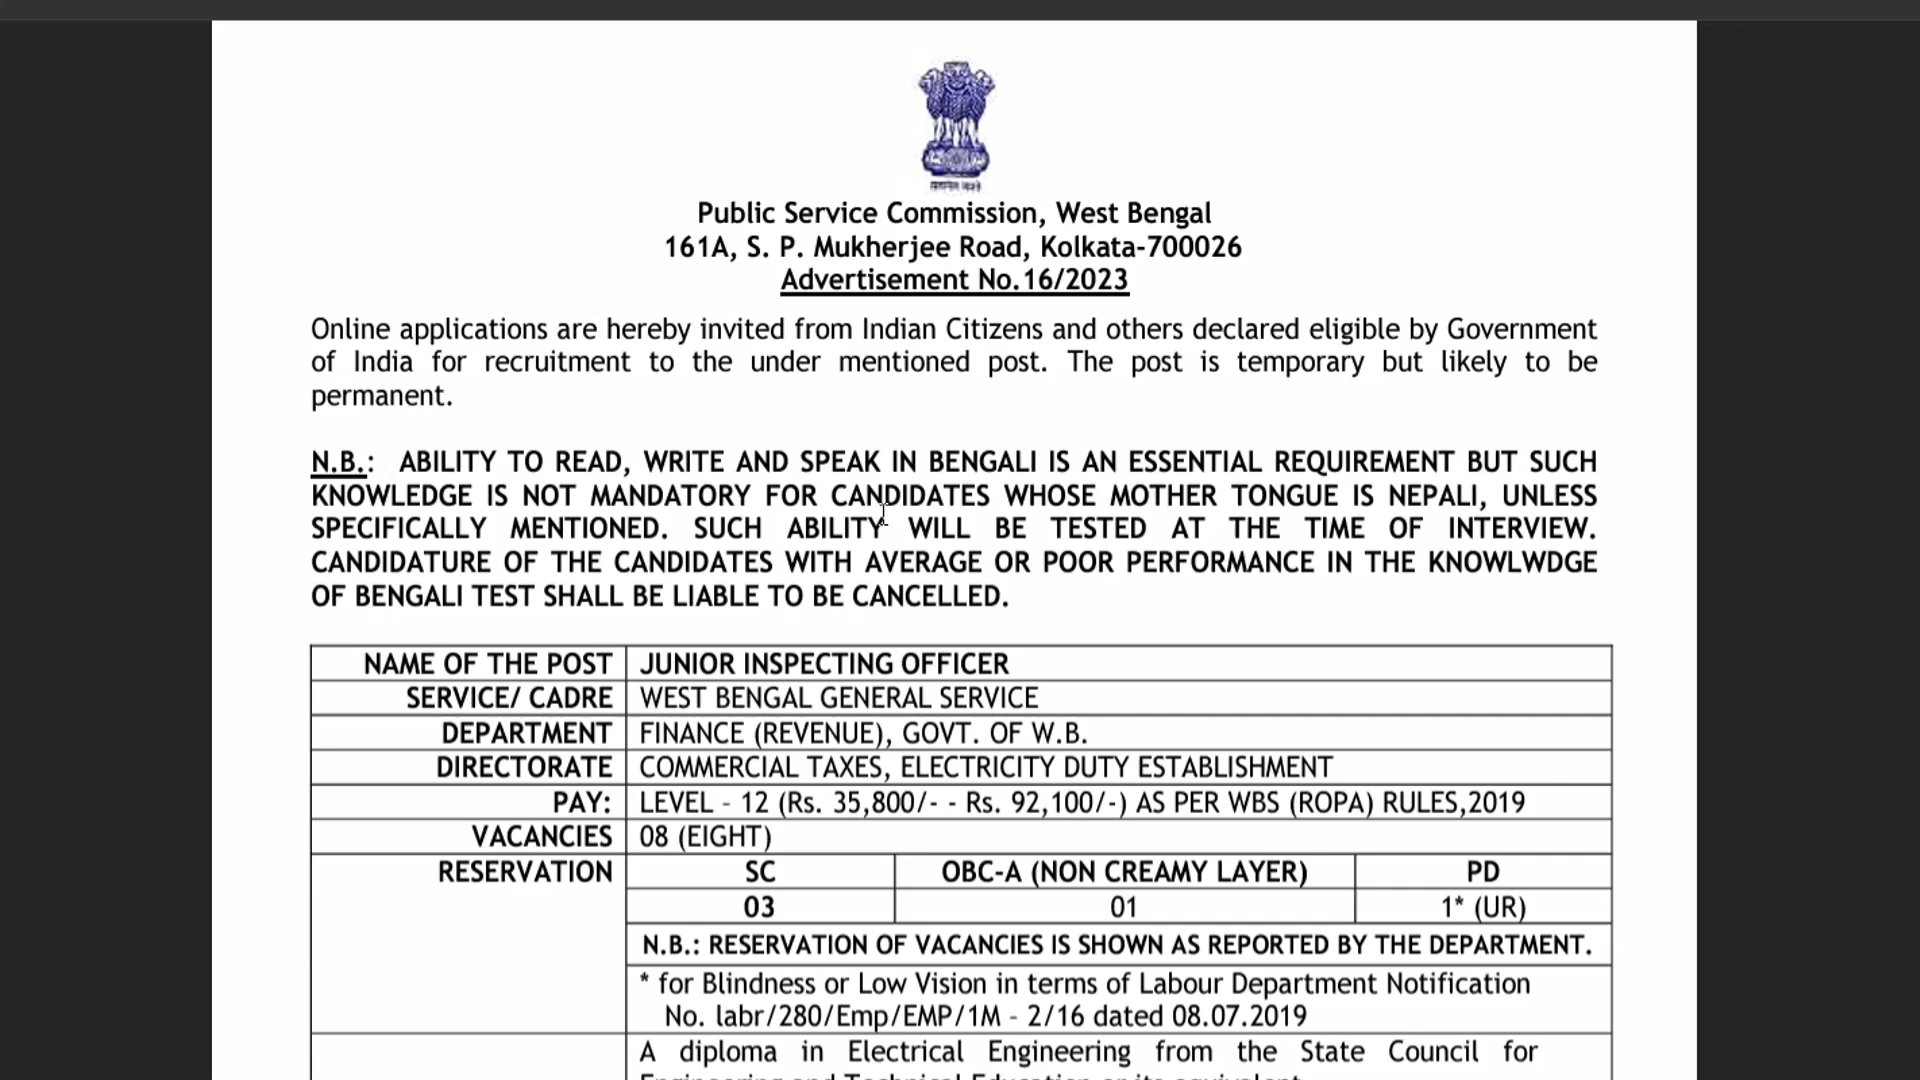 Public Service Commission, West Bengal
161A, S. P. Mukherjee Road, Kolkata-700026
Advertisement No.16/2023
Online applications are hereby invited from Indian Citizens and others declared eligible by Government
of India for recruitment to the under mentioned post. The post is temporary but likely to be
permanent.
N.B.: ABILITY TO READ, WRITE AND SPEAK IN BENGALI IS AN ESSENTIAL REQUIREMENT BUT SUCH
KNOWLEDGE IS NOT MANDATORY FOR CANDIDATES WHOSE MOTHER TONGUE IS NEPALI, UNLESS
SPECIFICALLY MENTIONED. SUCH ABILITY WILL BE TESTED AT THE TIME OF INTERVIEW.
CANDIDATURE OF THE CANDIDATES WITH AVERAGE OR POOR PERFORMANCE IN THE KNOWLWDGE
OF BENGALI TEST SHALL BE LIABLE TO BE CANCELLED.
NAME OF THE POST JUNIOR INSPECTING OFFICER
SERVICE/ CADRE WEST BENGAL GENERAL SERVICE
DEPARTMENT FINANCE (REVENUE), GOVT. OF W.B.
DIRECTORATE COMMERCIAL TAXES, ELECTRICITY DUTY ESTABLISHMENT
PAY: LEVEL - 12 (Rs. 35,800/- - Rs. 92,100/-) AS PER WBS (ROPA) RULES,2019
VACANCIES 08 (EIGHT)
RESERVATION SC OBC-A (NON CREAMY LAYER) PD
03 01 1* (UR)
N.B.: RESERVATION OF VACANCIES IS SHOWN AS REPORTED BY THE DEPARTMENT.
* for Blindness or Low Vision in terms of Labour Department Notification
No. labr/280/Emp/EMP/1M - 2/16 dated 08.07.2019
A diploma in Electrical Engineering from the State Council for
Engineering and Technical Education or its equivalent